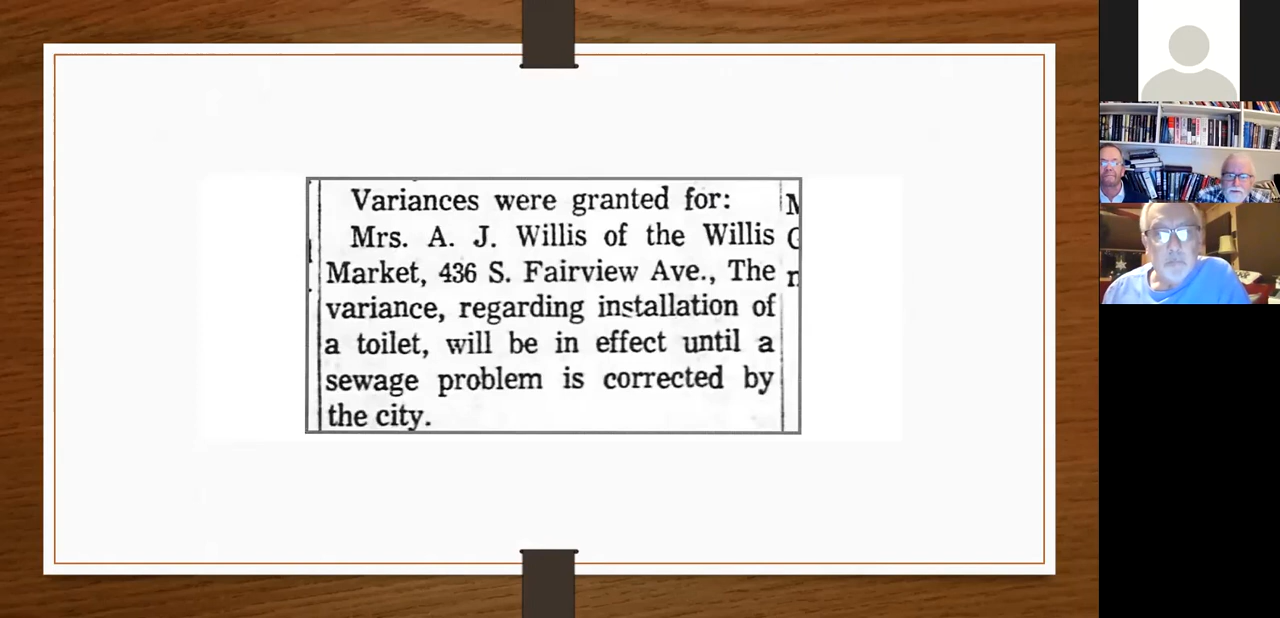 Variances were granted for:
Mrs. A. J. Willis of the Willis
Market, 436 S. Fairview Ave., The
variance, regarding installation of
a toilet, will be in effect until a
sewage problem is corrected by
the city.